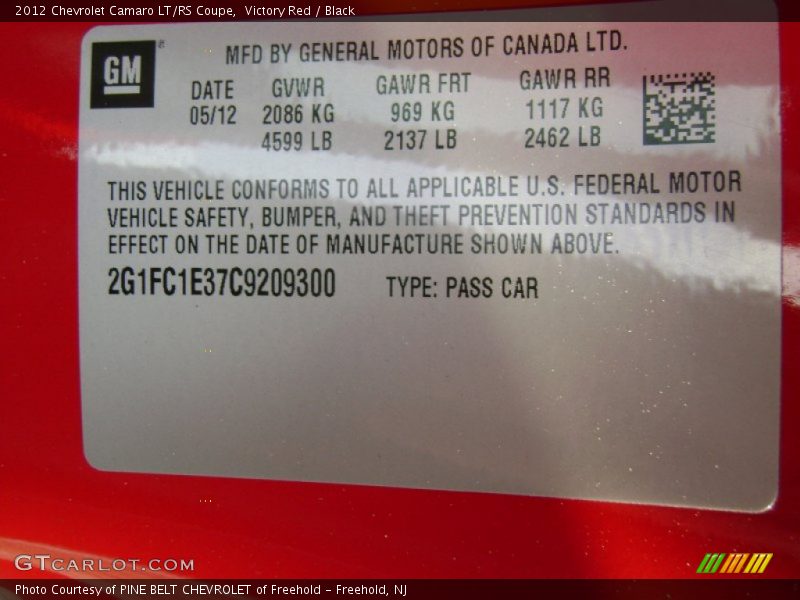 2012 Chevrolet Camaro LT/RS Coupe, Victory Red / Black
GM
MFD BY GENERAL MOTORS OF CANADA LTD.
DATE GVWR GAWR FRT GAWR RR
05/12 2086 KG 969 KG 1117 KG
4599 LB 2137 LB 2462 LB
THIS VEHICLE CONFORMS TO ALL APPLICABLE U.S. FEDERAL MOTOR
VEHICLE SAFETY, BUMPER, AND THEFT PREVENTION STANDARDS IN
EFFECT ON THE DATE OF MANUFACTURE SHOWN ABOVE.
2G1FC1E37C9209300 TYPE: PASS CAR
GTCARLOT.COM
Photo Courtesy of PINE BELT CHEVROLET of Freehold - Freehold, NJ